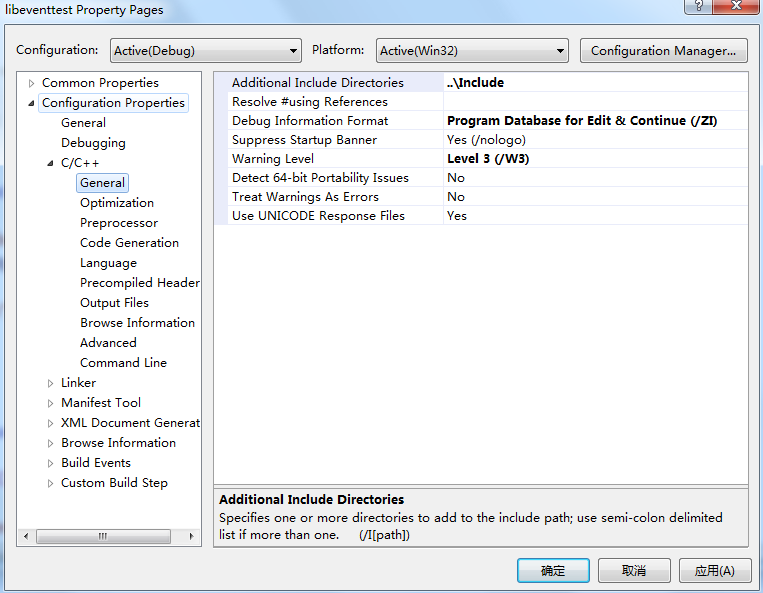 libeventtest Property Pages
Configuration: Active(Debug) Platform: Active(Win32) Configuration Manager...
Common Properties
Configuration Properties
General
Debugging
C/C++
General
Optimization
Preprocessor
Code Generation
Language
Precompiled Header
Output Files
Browse Information
Advanced
Command Line
Linker
Manifest Tool
XML Document Generat
Browse Information
Build Events
Custom Build Step
Additional Include Directories ..\Include
Resolve #using References
Debug Information Format Program Database for Edit & Continue (/ZI)
Suppress Startup Banner Yes (/nologo)
Warning Level Level 3 (/W3)
Detect 64-bit Portability Issues No
Treat Warnings As Errors No
Use UNICODE Response Files Yes
Additional Include Directories
Specifies one or more directories to add to the include path; use semi-colon delimited
list if more than one. (/I[path])
确定 取消 应用(A)